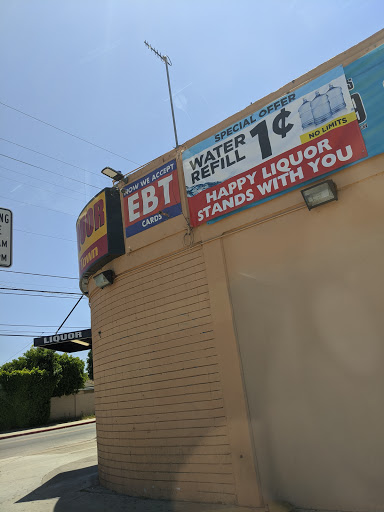 SPECIAL OFFER
WATER
REFILL 1¢
NO LIMITS
HAPPY LIQUOR
STANDS WITH YOU
NOW WE ACCEPT
EBT
CARDS
LIQUOR